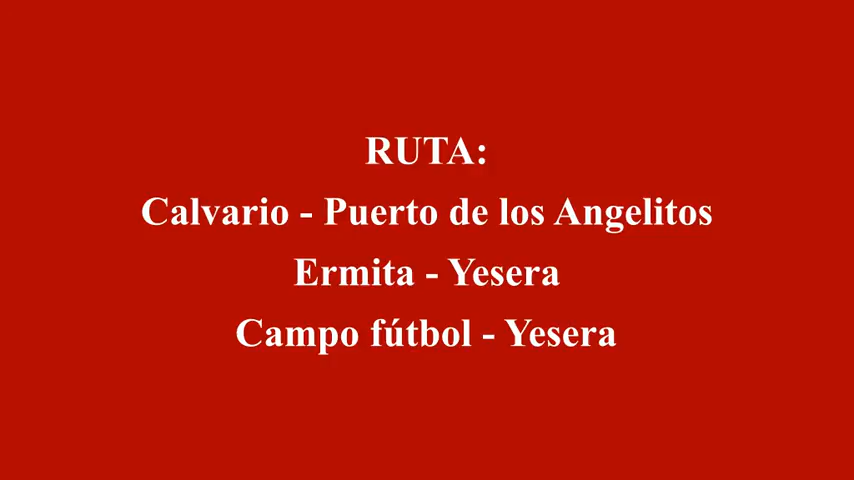 RUTA:
Calvario - Puerto de los Angelitos
Ermita - Yesera
Campo fútbol - Yesera